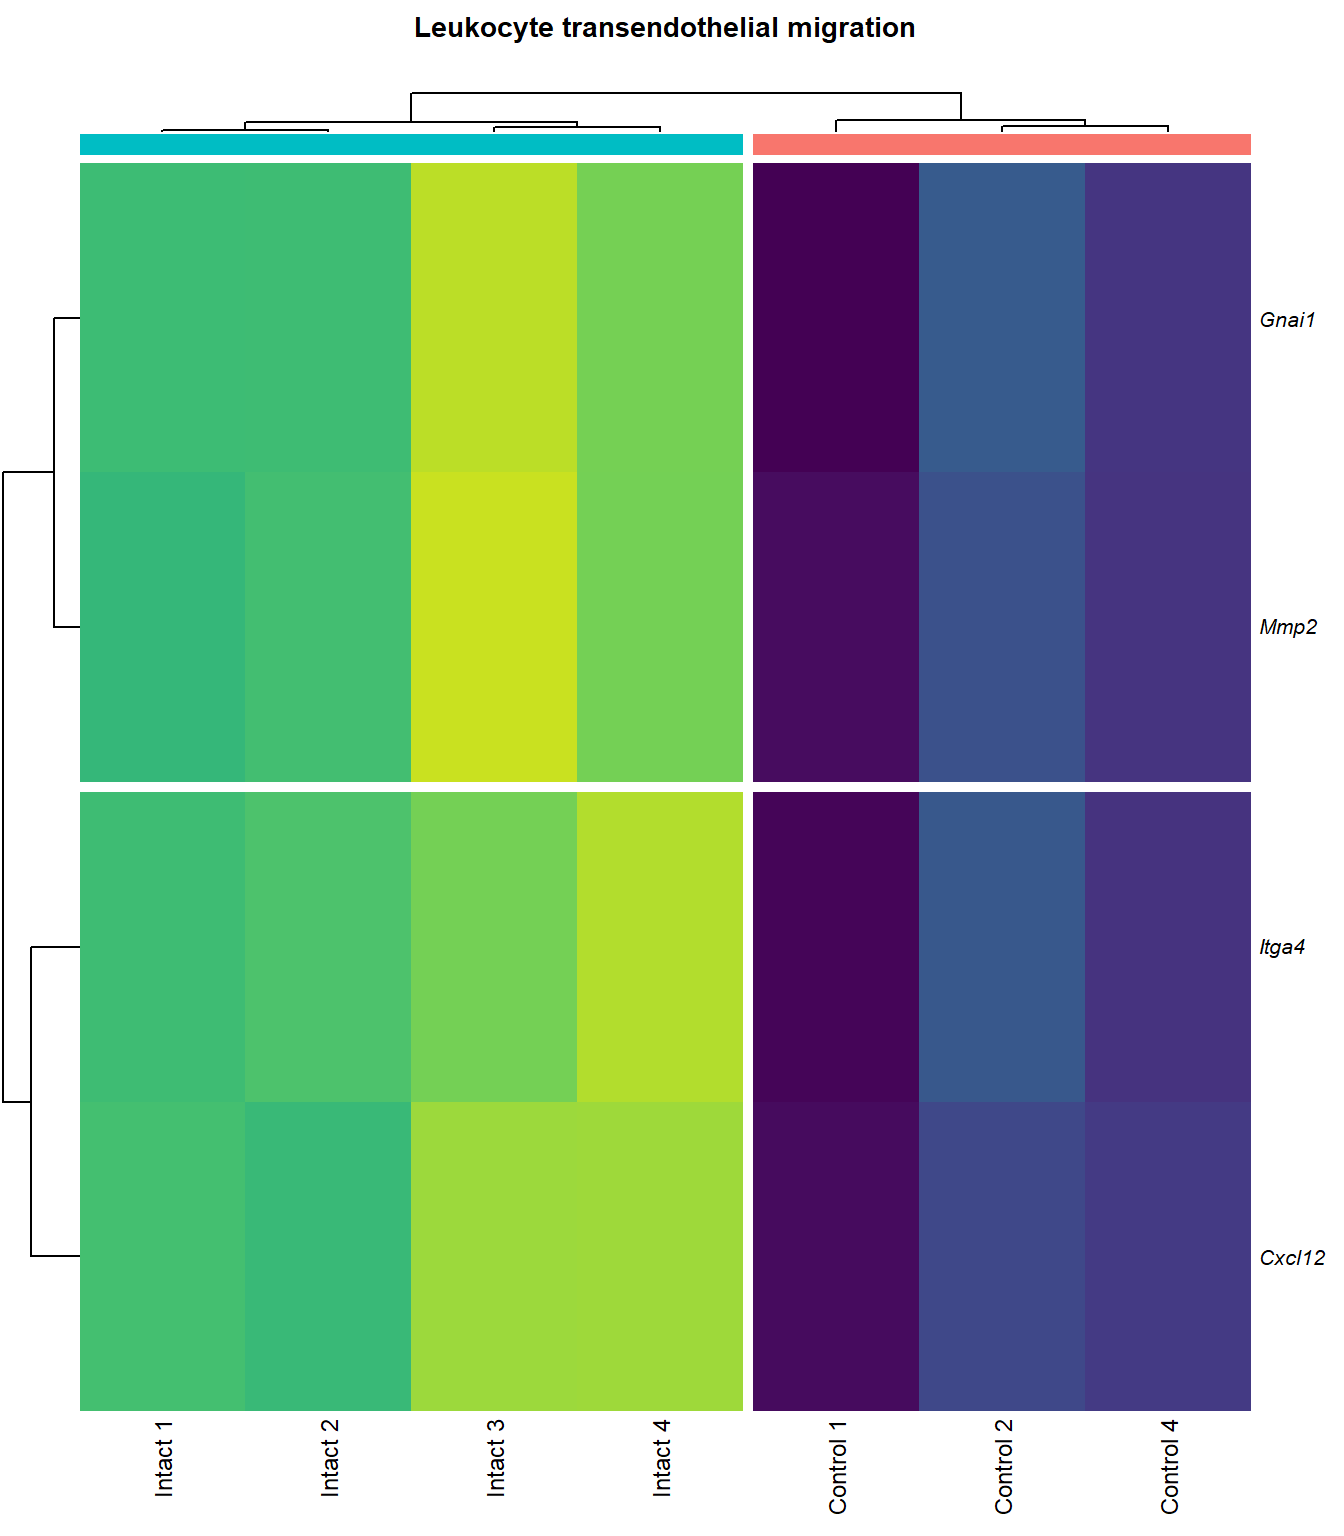 Leukocyte transendothelial migration
Gnai1
Mmp2
Itga4
Cxcl12
Intact 1
Intact 2
Intact 3
Intact 4
Control 1
Control 2
Control 4